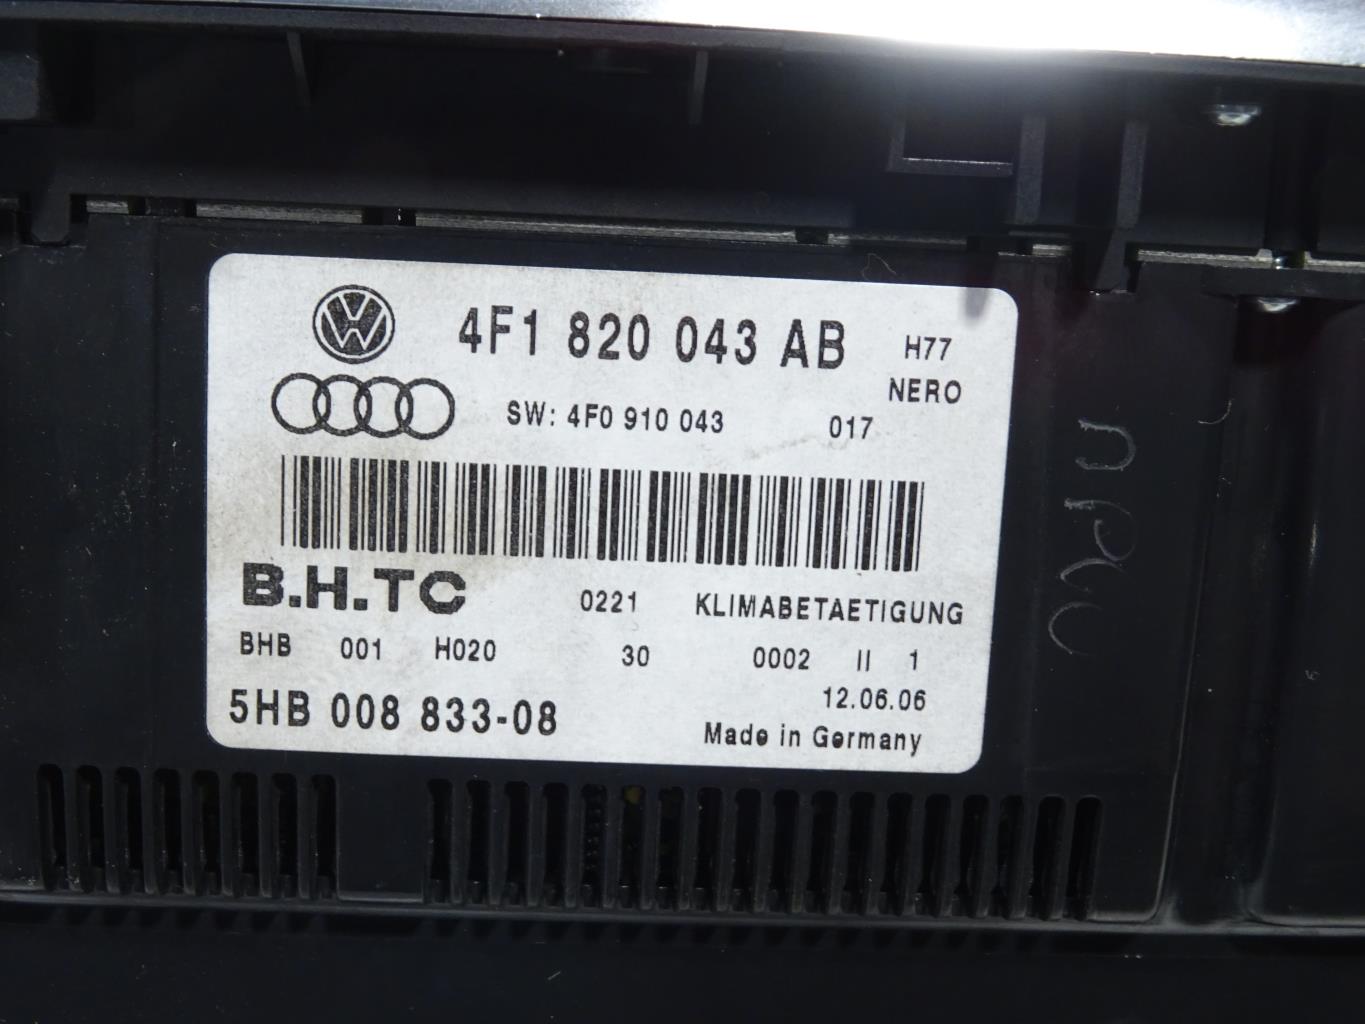 4F1 820 043 AB H77
NERO
SW: 4F0 910 043 017
B.H.TC 0221 KLIMABETAETIGUNG
BHB 001 H020 30 0002 II 1
12.06.06
5HB 008 833-08
Made in Germany